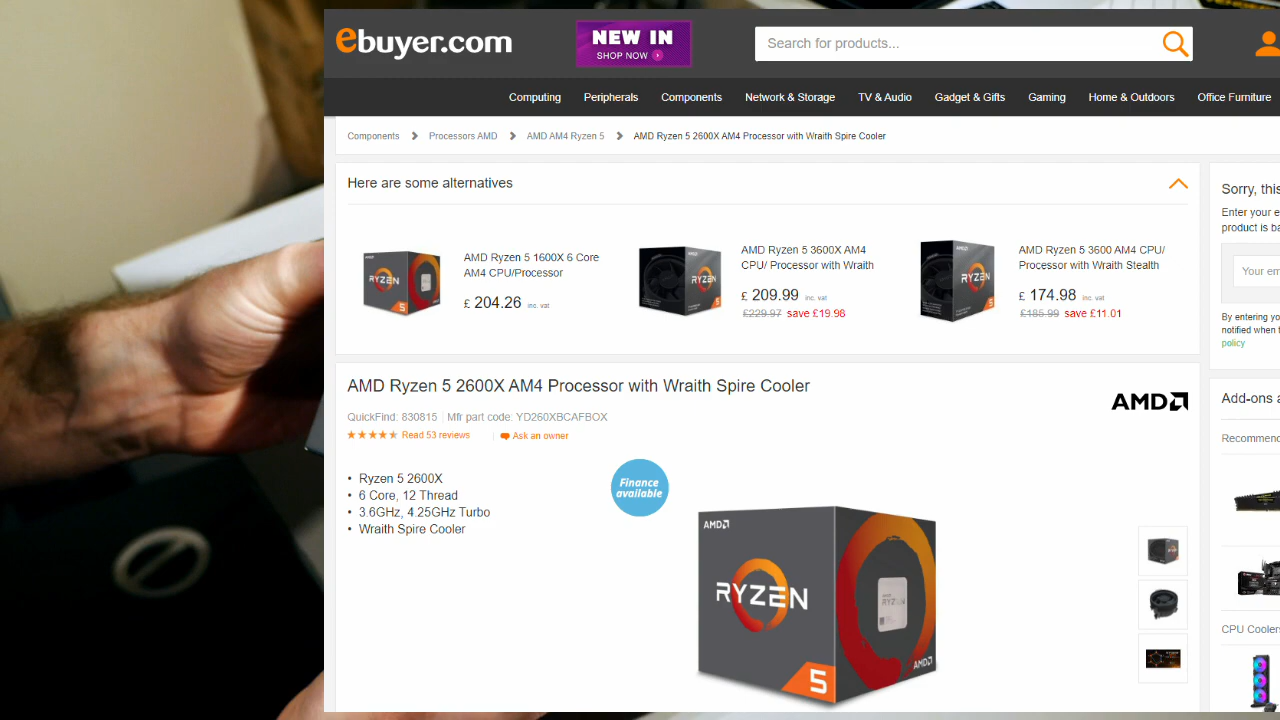 ebuyer.com
NEW IN
SHOP NOW
Search for products...
Computing Peripherals Components Network & Storage TV & Audio Gadget & Gifts Gaming Home & Outdoors Office Furniture
Components Processors AMD AMD AM4 Ryzen 5 AMD Ryzen 5 2600X AM4 Processor with Wraith Spire Cooler
Here are some alternatives
AMD Ryzen 5 1600X 6 Core
AM4 CPU/Processor
£ 204.26 inc. vat
AMD Ryzen 5 3600X AM4
CPU/ Processor with Wraith
£ 209.99 inc. vat
£229.97 save £19.98
AMD Ryzen 5 3600 AM4 CPU/
Processor with Wraith Stealth
£ 174.98 inc. vat
£185.99 save £11.01
Sorry, this
Enter your e
product is ba
Your em
By entering yo
notified when t
policy
AMD Ryzen 5 2600X AM4 Processor with Wraith Spire Cooler
AMD
QuickFind: 830815 | Mfr part code: YD260XBCAFBOX
Read 53 reviews | Ask an owner
• Ryzen 5 2600X
• 6 Core, 12 Thread
• 3.6GHz, 4.25GHz Turbo
• Wraith Spire Cooler
Finance
available
AMD
RYZEN
5
AMD
RYZEN
AMD
Add-ons a
Recommend
CPU Coolers